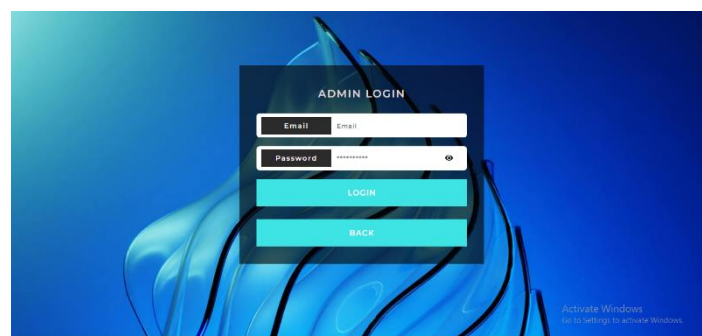 ADMIN LOGIN
Email Email
Password **********
LOGIN
BACK
Activate Windows
Go to Settings to activate Windows.